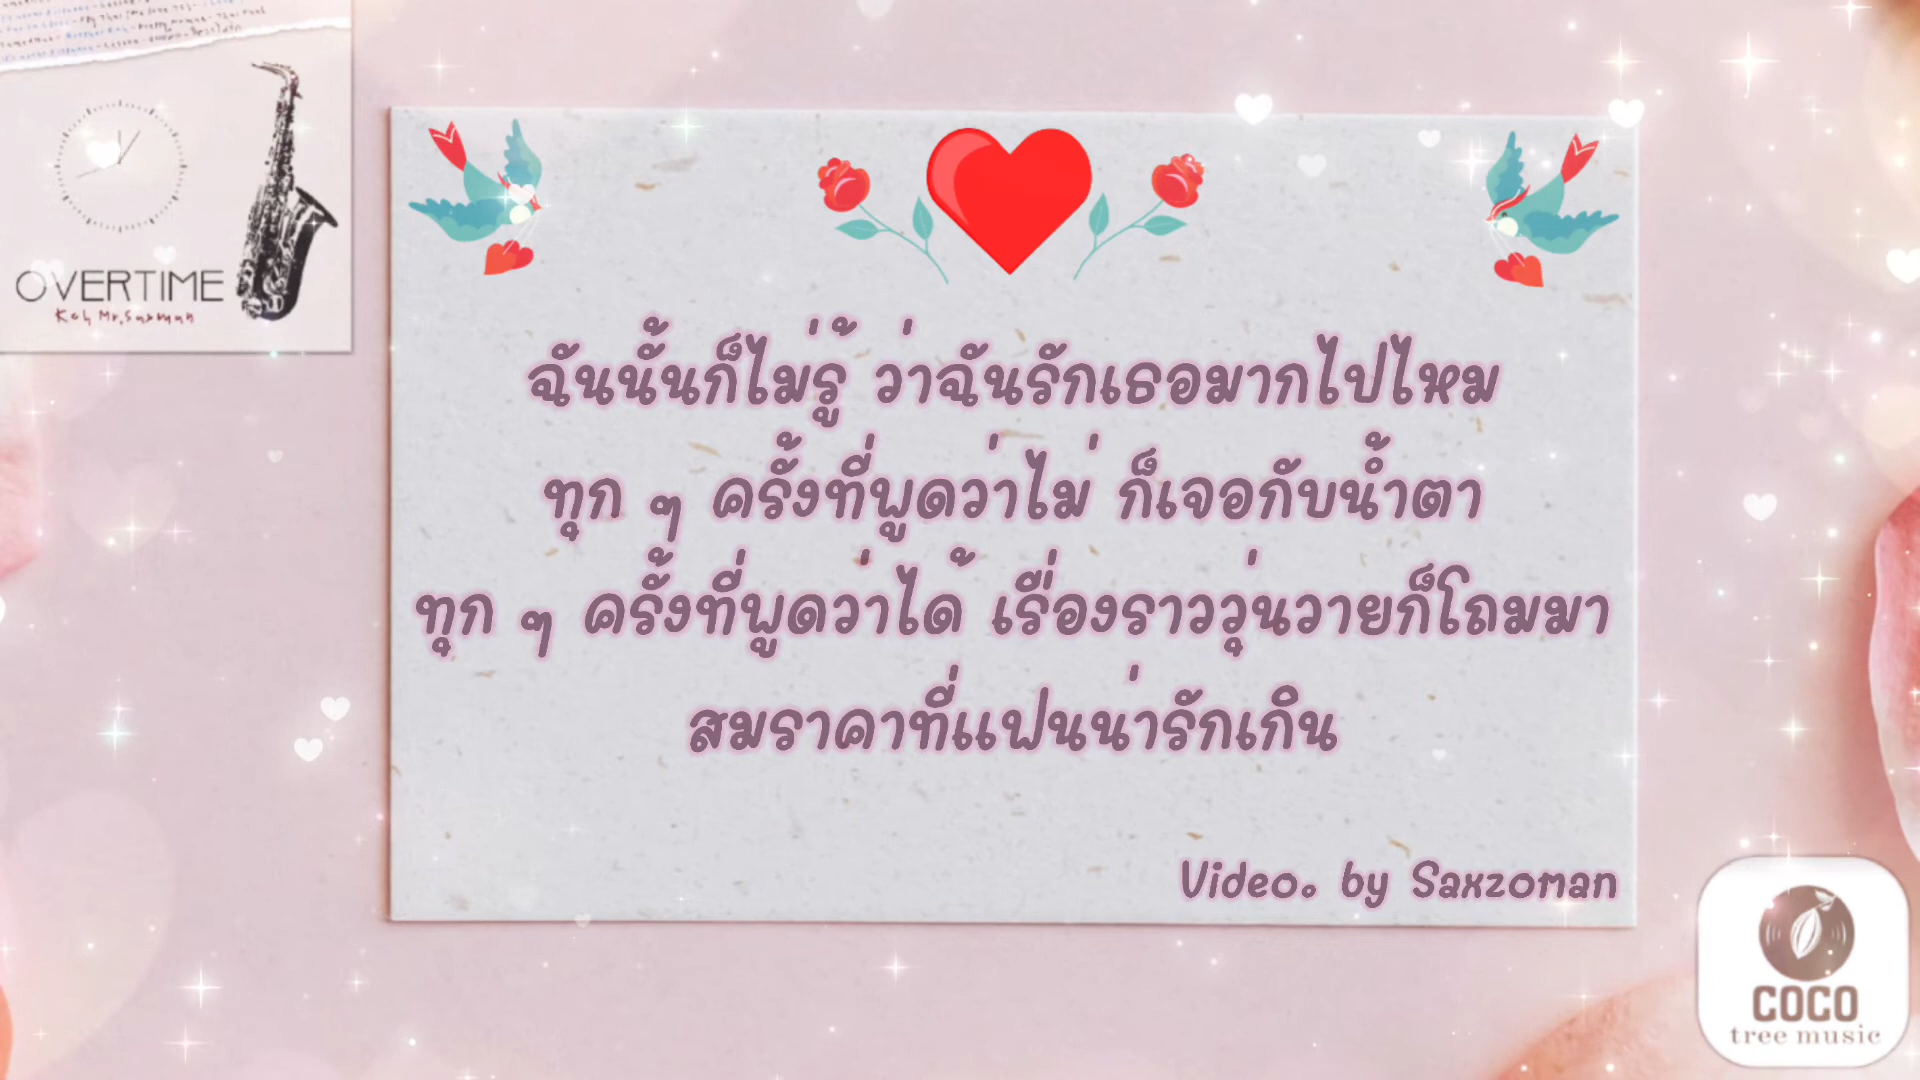 OVERTIME
Koh Mr.Saxman
ฉันนั้นก็ไม่รู้ ว่าฉันรักเธอมากไปไหม
ทุก ๆ ครั้งที่พูดว่าไม่ ก็เจอกับน้ำตา
ทุก ๆ ครั้งที่พูดว่าได้ เรื่องราววุ่นวายก็โถมมา
สมราคาที่แฟนน่ารักเกิน
Video. by Saxzoman
COCO
tree music